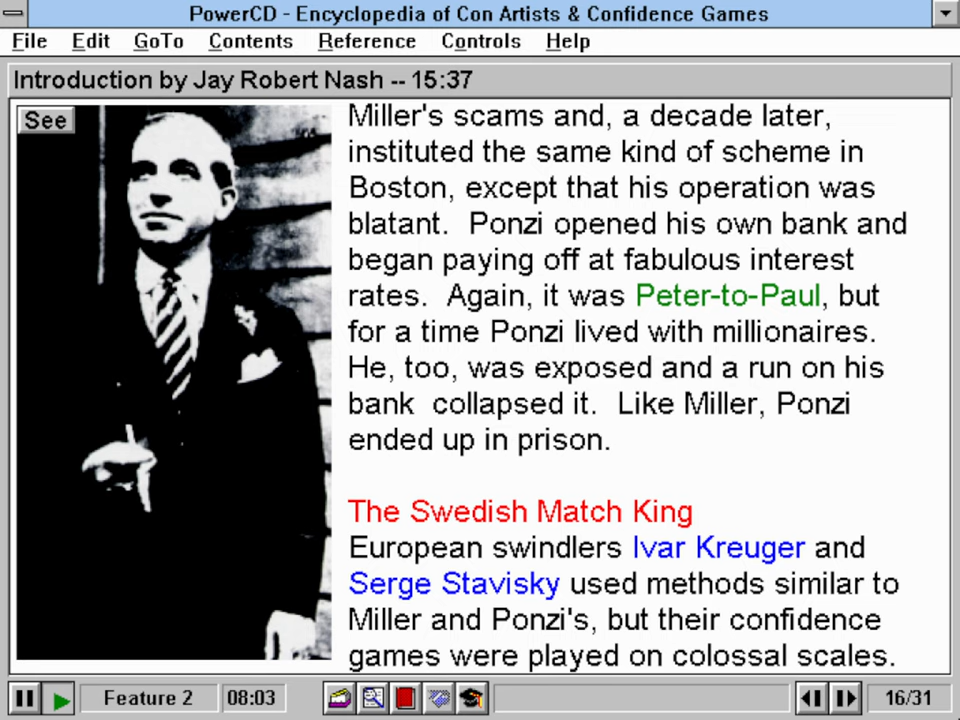 PowerCD - Encyclopedia of Con Artists & Confidence Games
File Edit GoTo Contents Reference Controls Help
Introduction by Jay Robert Nash -- 15:37
See
Miller's scams and, a decade later,
instituted the same kind of scheme in
Boston, except that his operation was
blatant.  Ponzi opened his own bank and
began paying off at fabulous interest
rates.  Again, it was Peter-to-Paul, but
for a time Ponzi lived with millionaires.
He, too, was exposed and a run on his
bank  collapsed it.  Like Miller, Ponzi
ended up in prison.
The Swedish Match King
European swindlers Ivar Kreuger and
Serge Stavisky used methods similar to
Miller and Ponzi's, but their confidence
games were played on colossal scales.
Feature 2 08:03 16/31